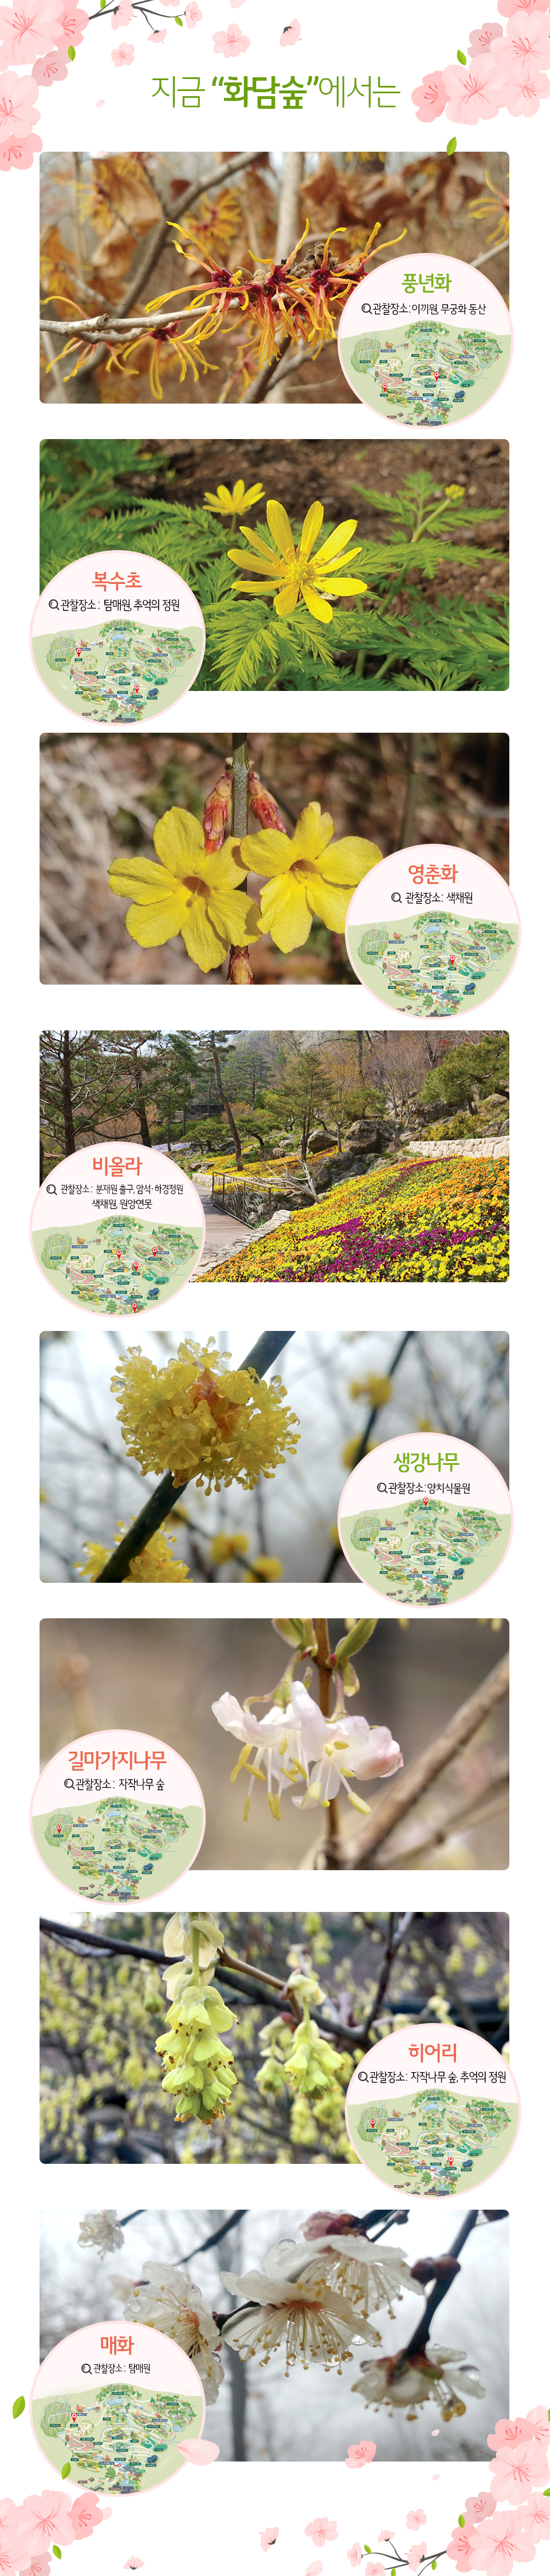 지금 “화담숲”에서는
풍년화
관찰장소:이끼원, 무궁화 동산
복수초
관찰장소 : 탐매원, 추억의 정원
영춘화
관찰장소: 색채원
비올라
관찰장소 : 분재원 출구, 암석·하경정원
색채원, 원앙연못
생강나무
관찰장소:양치식물원
길마가지나무
관찰장소 : 자작나무 숲
히어리
관찰장소: 자작나무 숲, 추억의 정원
매화
관찰장소 : 탐매원